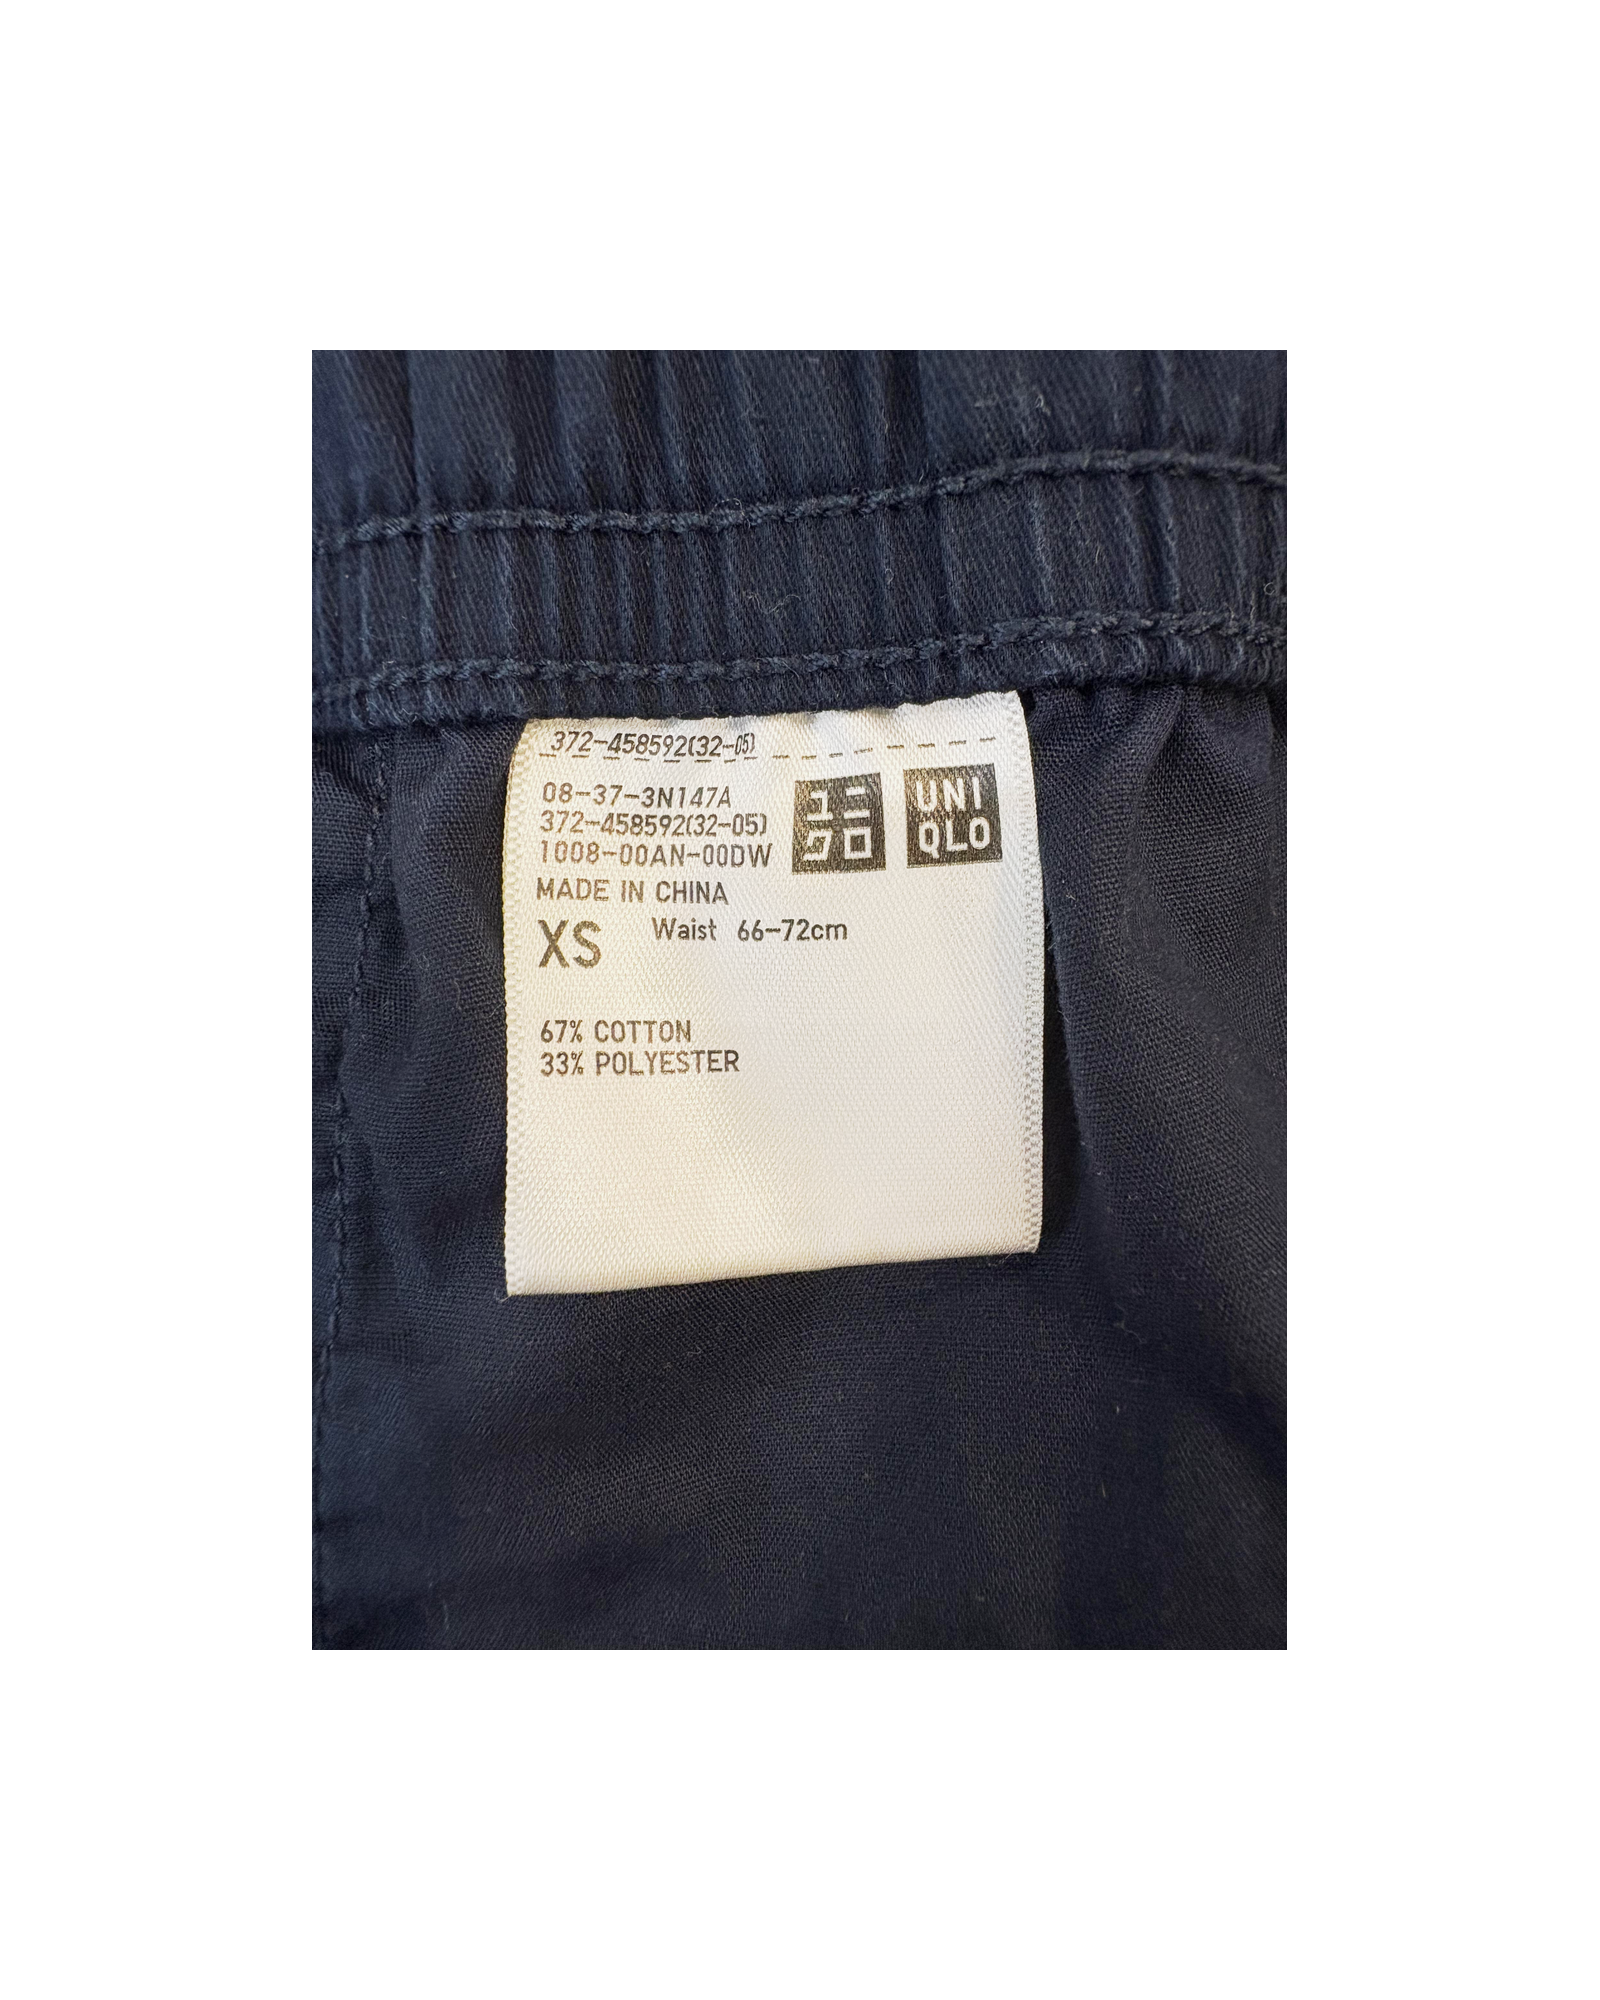 372-458592(32-05)
08-37-3N147A
372-458592(32-05)
1008-00AN-00DW
ユニ
クロ
UNI
QLO
MADE IN CHINA
XS Waist 66-72cm
67% COTTON
33% POLYESTER